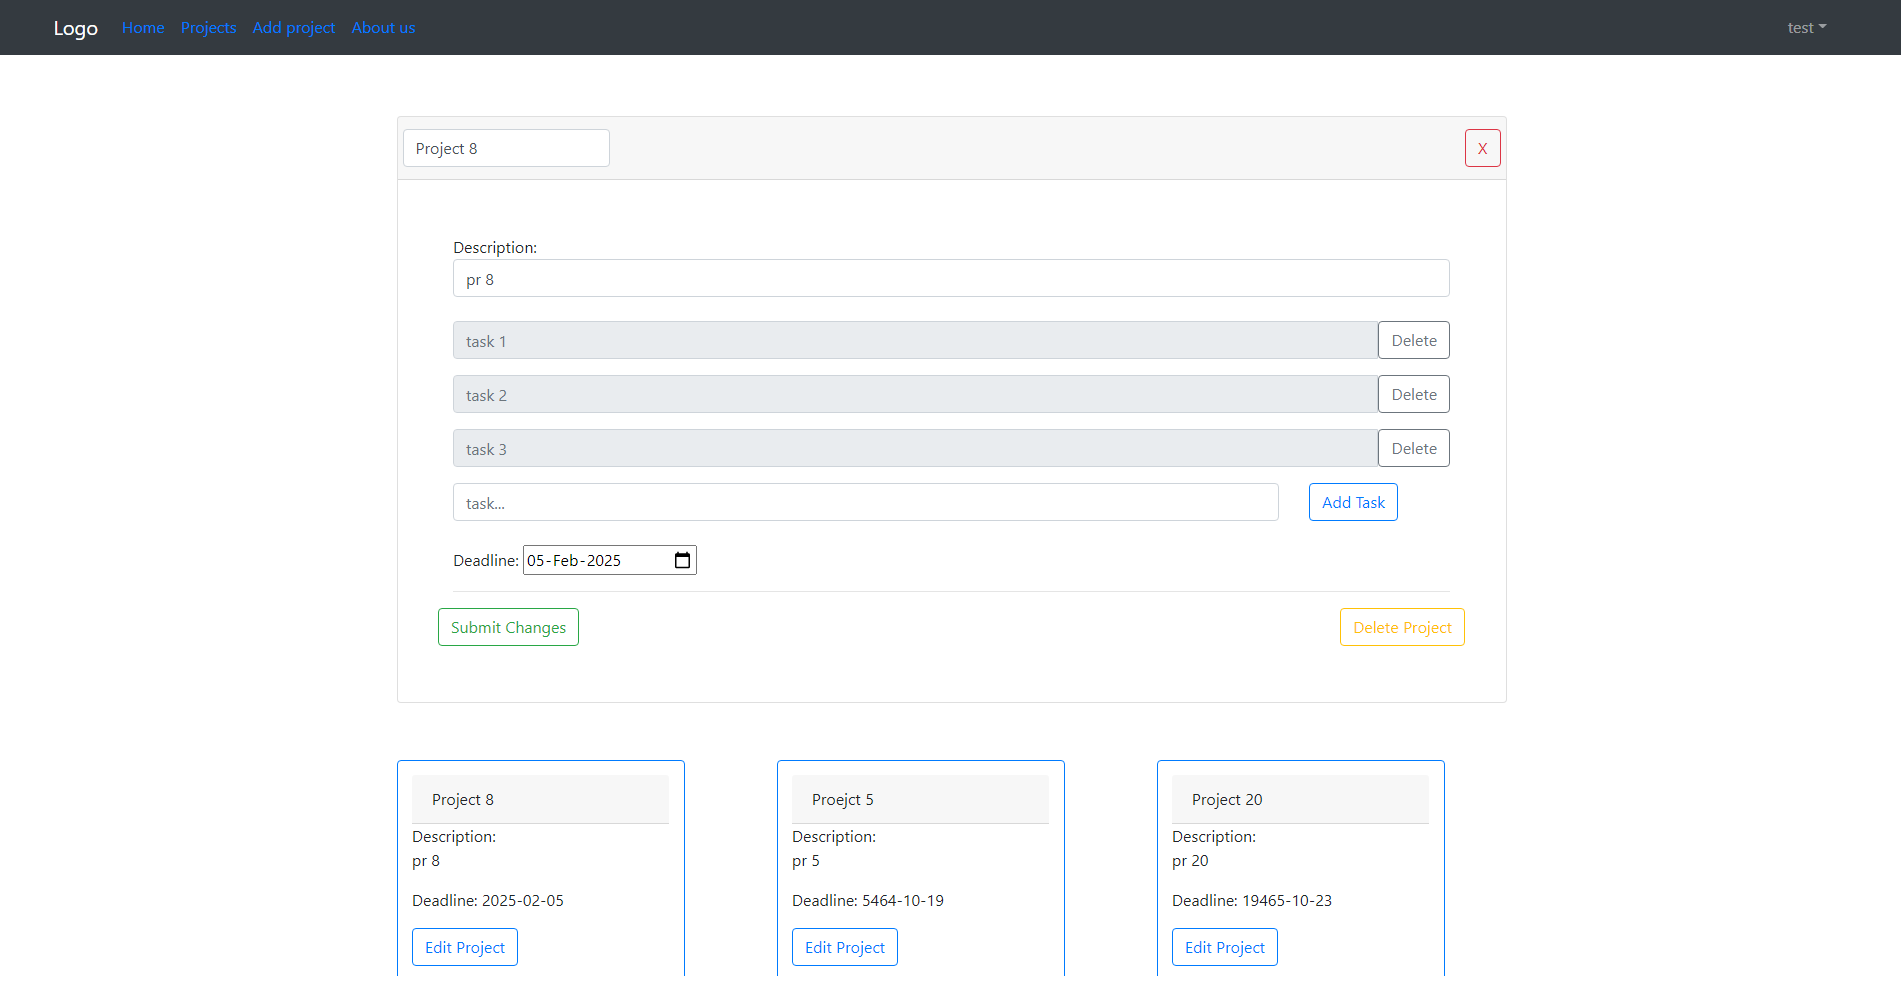 Logo Home Projects Add project About us test
Project 8 X
Description:
pr 8
task 1 Delete
task 2 Delete
task 3 Delete
task... Add Task
Deadline: 05-Feb-2025
Submit Changes Delete Project
Project 8 Proejct 5 Project 20
Description: Description: Description:
pr 8 pr 5 pr 20
Deadline: 2025-02-05 Deadline: 5464-10-19 Deadline: 19465-10-23
Edit Project Edit Project Edit Project